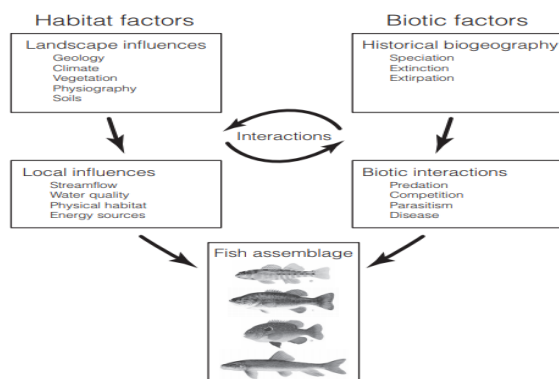 Habitat factors
Landscape influences
Geology
Climate
Vegetation
Physiography
Soils
Biotic factors
Historical biogeography
Speciation
Extinction
Extirpation
Interactions
Local influences
Streamflow
Water quality
Physical habitat
Energy sources
Biotic interactions
Predation
Competition
Parasitism
Disease
Fish assemblage